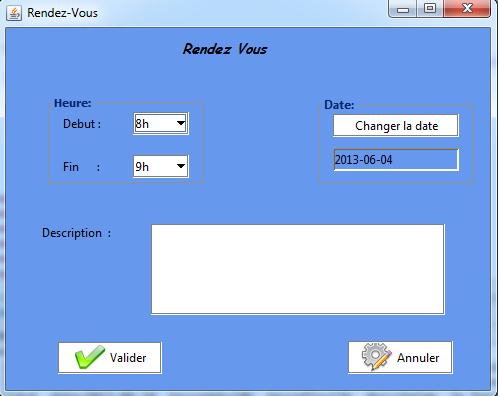 Rendez-Vous
Rendez Vous
Heure:
Debut :
8h
Fin :
9h
Date:
Changer la date
2013-06-04
Description :
Valider
Annuler